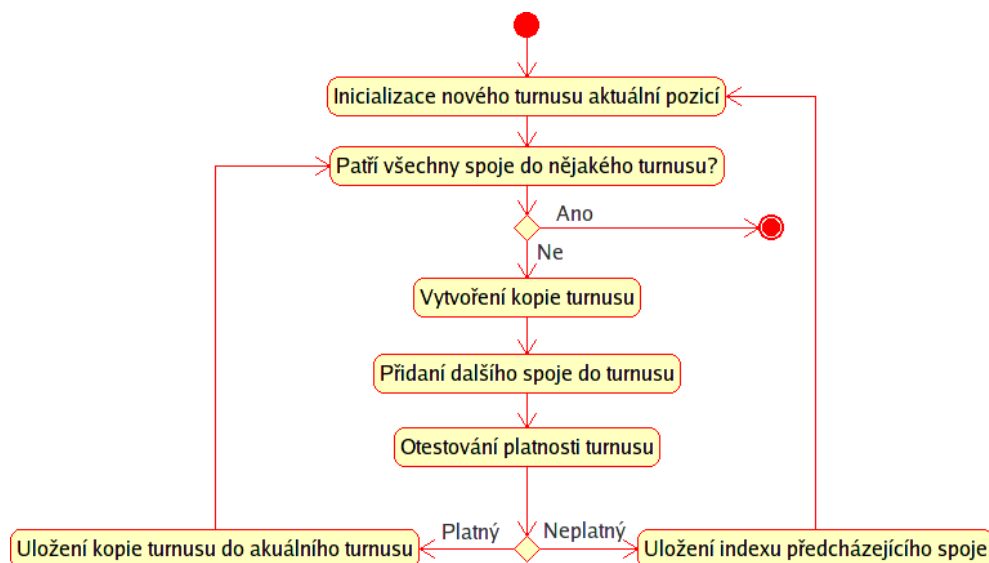 Inicializace nového turnusu aktuální pozicí
Patří všechny spoje do nějakého turnusu?
Ano
Ne
Vytvoření kopie turnusu
Přidaní dalšího spoje do turnusu
Otestování platnosti turnusu
Platný
Neplatný
Uložení kopie turnusu do akuálního turnusu
Uložení indexu předcházejícího spoje